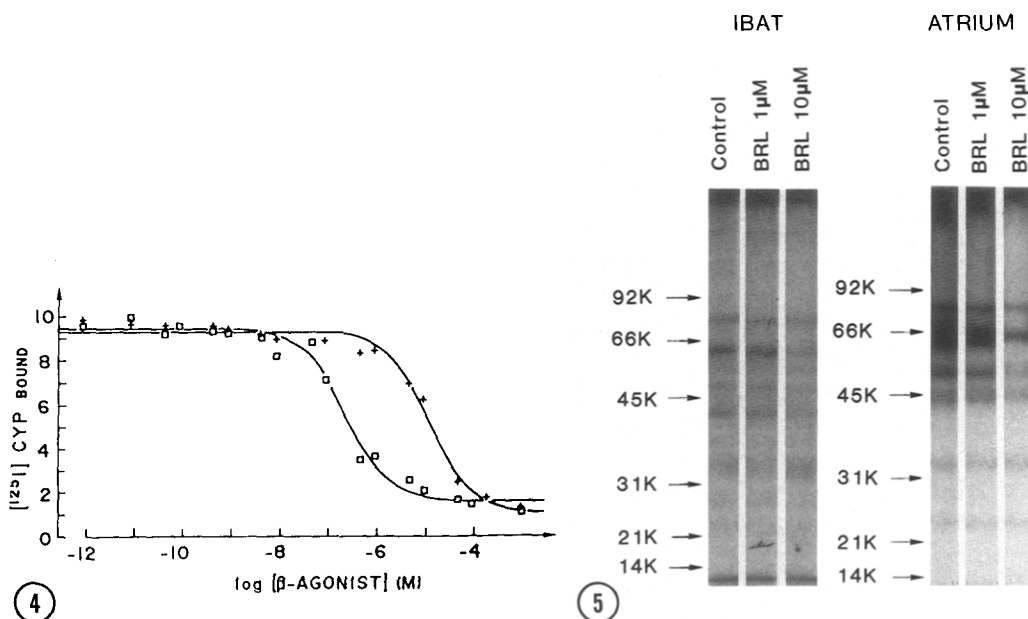 10
8
6
4
2
0
[¹²⁵I] CYP BOUND
-12
-10
-8
-6
-4
log [β-AGONIST] (M)
4
IBAT
Control
BRL 1µM
BRL 10µM
92K
66K
45K
31K
21K
14K
5
ATRIUM
Control
BRL 1µM
BRL 10µM
92K
66K
45K
31K
21K
14K